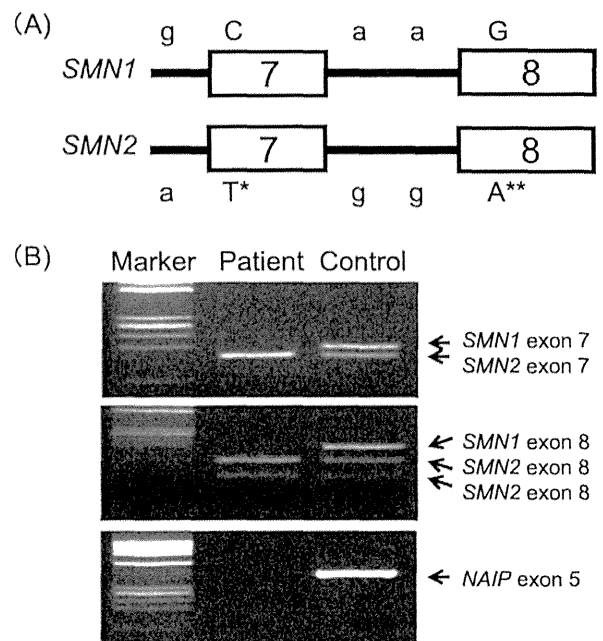 (A)
g C a a G
SMN1 7 8
SMN2 7 8
a T* g g A**
(B)
Marker Patient Control
SMN1 exon 7
SMN2 exon 7
SMN1 exon 8
SMN2 exon 8
SMN2 exon 8
NAIP exon 5